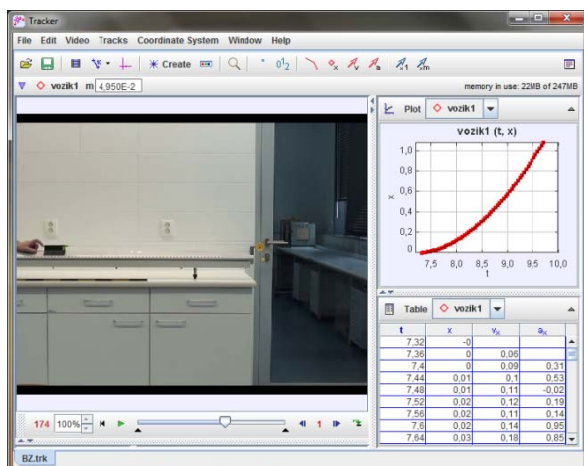 Tracker
File Edit Video Tracks Coordinate System Window Help
Create
vozik1 m 4,950E-2 memory in use: 22MB of 247MB
Plot vozik1
vozik1 (t, x)
1,0
0,8
0,6
0,4
0,2
0
x
7,5 8,0 8,5 9,0 9,5 10,0
t
Table vozik1
t x vx ax
7,32 -0
7,36 0 0,06
7,4 0 0,09 0,31
7,44 0,01 0,1 0,53
7,48 0,01 0,11 -0,02
7,52 0,02 0,12 0,19
7,56 0,02 0,11 0,14
7,6 0,02 0,14 0,95
7,64 0,03 0,18 0,85
174 100% 1
BZ.trk